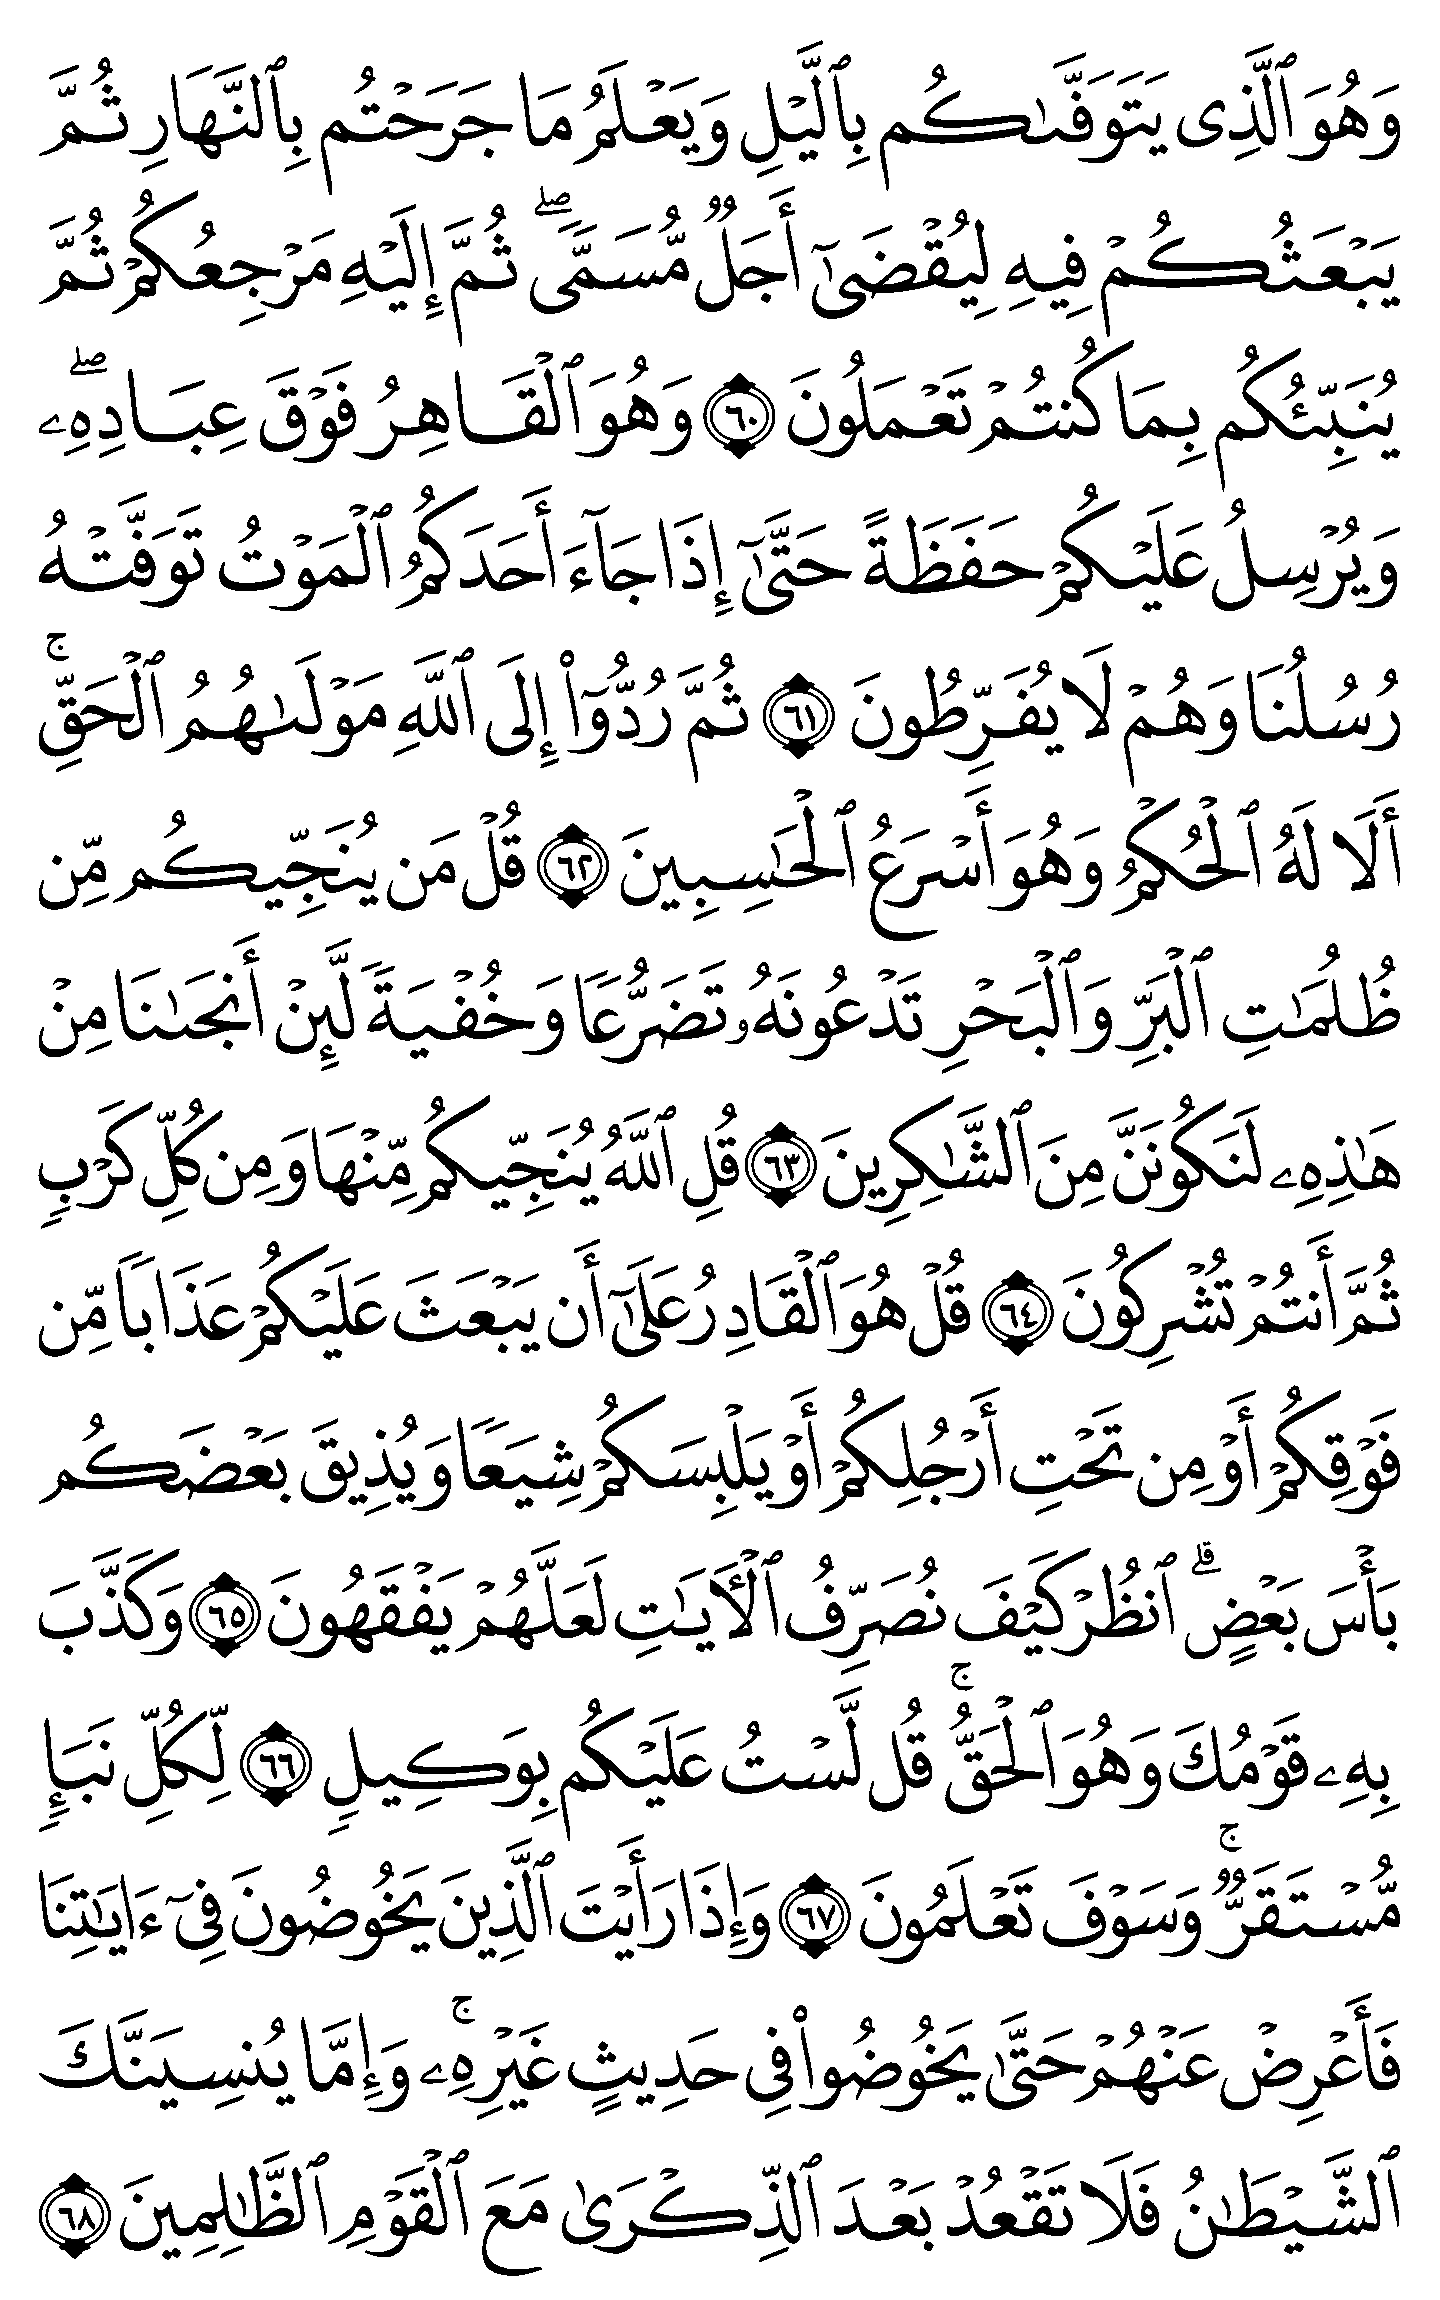 وَهُوَ ٱلَّذِى يَتَوَفَّىٰكُم بِٱلَّيْلِ وَيَعْلَمُ مَا جَرَحْتُم بِٱلنَّهَارِ ثُمَّ
يَبْعَثُكُمْ فِيهِ لِيُقْضَىٰٓ أَجَلٌ مُّسَمًّى ۖ ثُمَّ إِلَيْهِ مَرْجِعُكُمْ ثُمَّ
يُنَبِّئُكُم بِمَا كُنتُمْ تَعْمَلُونَ ٦٠ وَهُوَ ٱلْقَاهِرُ فَوْقَ عِبَادِهِۦ ۖ
وَيُرْسِلُ عَلَيْكُمْ حَفَظَةً حَتَّىٰٓ إِذَا جَآءَ أَحَدَكُمُ ٱلْمَوْتُ تَوَفَّتْهُ
رُسُلُنَا وَهُمْ لَا يُفَرِّطُونَ ٦١ ثُمَّ رُدُّوٓا۟ إِلَى ٱللَّهِ مَوْلَىٰهُمُ ٱلْحَقِّ ۚ
أَلَا لَهُ ٱلْحُكْمُ وَهُوَ أَسْرَعُ ٱلْحَـٰسِبِينَ ٦٢ قُلْ مَن يُنَجِّيكُم مِّن
ظُلُمَـٰتِ ٱلْبَرِّ وَٱلْبَحْرِ تَدْعُونَهُۥ تَضَرُّعًا وَخُفْيَةً لَّئِنْ أَنجَىٰنَا مِنْ
هَـٰذِهِۦ لَنَكُونَنَّ مِنَ ٱلشَّـٰكِرِينَ ٦٣ قُلِ ٱللَّهُ يُنَجِّيكُم مِّنْهَا وَمِن كُلِّ كَرْبٍ
ثُمَّ أَنتُمْ تُشْرِكُونَ ٦٤ قُلْ هُوَ ٱلْقَادِرُ عَلَىٰٓ أَن يَبْعَثَ عَلَيْكُمْ عَذَابًا مِّن
فَوْقِكُمْ أَوْ مِن تَحْتِ أَرْجُلِكُمْ أَوْ يَلْبِسَكُمْ شِيَعًا وَيُذِيقَ بَعْضَكُم
بَأْسَ بَعْضٍ ۗ ٱنظُرْ كَيْفَ نُصَرِّفُ ٱلْـَٔايَـٰتِ لَعَلَّهُمْ يَفْقَهُونَ ٦٥ وَكَذَّبَ
بِهِۦ قَوْمُكَ وَهُوَ ٱلْحَقُّ ۚ قُل لَّسْتُ عَلَيْكُم بِوَكِيلٍ ٦٦ لِّكُلِّ نَبَإٍ
مُّسْتَقَرٌّ ۚ وَسَوْفَ تَعْلَمُونَ ٦٧ وَإِذَا رَأَيْتَ ٱلَّذِينَ يَخُوضُونَ فِىٓ ءَايَـٰتِنَا
فَأَعْرِضْ عَنْهُمْ حَتَّىٰ يَخُوضُوا۟ فِى حَدِيثٍ غَيْرِهِۦ ۚ وَإِمَّا يُنسِيَنَّكَ
ٱلشَّيْطَـٰنُ فَلَا تَقْعُدْ بَعْدَ ٱلذِّكْرَىٰ مَعَ ٱلْقَوْمِ ٱلظَّـٰلِمِينَ ٦٨